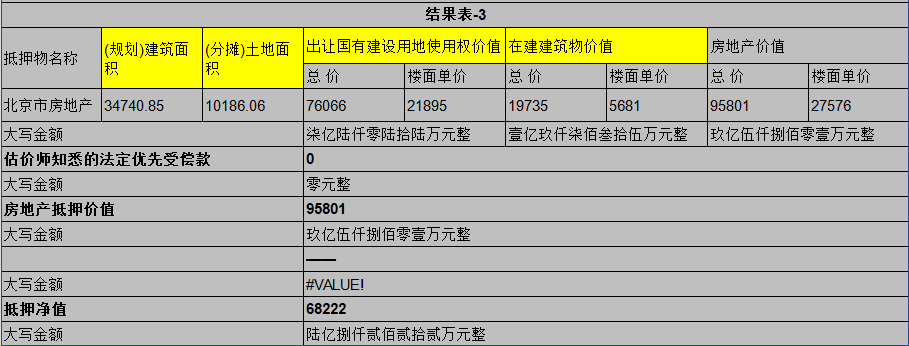 结果表-3
抵押物名称 (规划)建筑面积 (分摊)土地面积 出让国有建设用地使用权价值 在建建筑物价值 房地产价值
总 价 楼面单价 总 价 楼面单价 总 价 楼面单价
北京市房地产 34740.85 10186.06 76066 21895 19735 5681 95801 27576
大写金额 柒亿陆仟零陆拾陆万元整 壹亿玖仟柒佰叁拾伍万元整 玖亿伍仟捌佰零壹万元整
估价师知悉的法定优先受偿款 0
大写金额 零元整
房地产抵押价值 95801
大写金额 玖亿伍仟捌佰零壹万元整
——
大写金额 #VALUE!
抵押净值 68222
大写金额 陆亿捌仟贰佰贰拾贰万元整